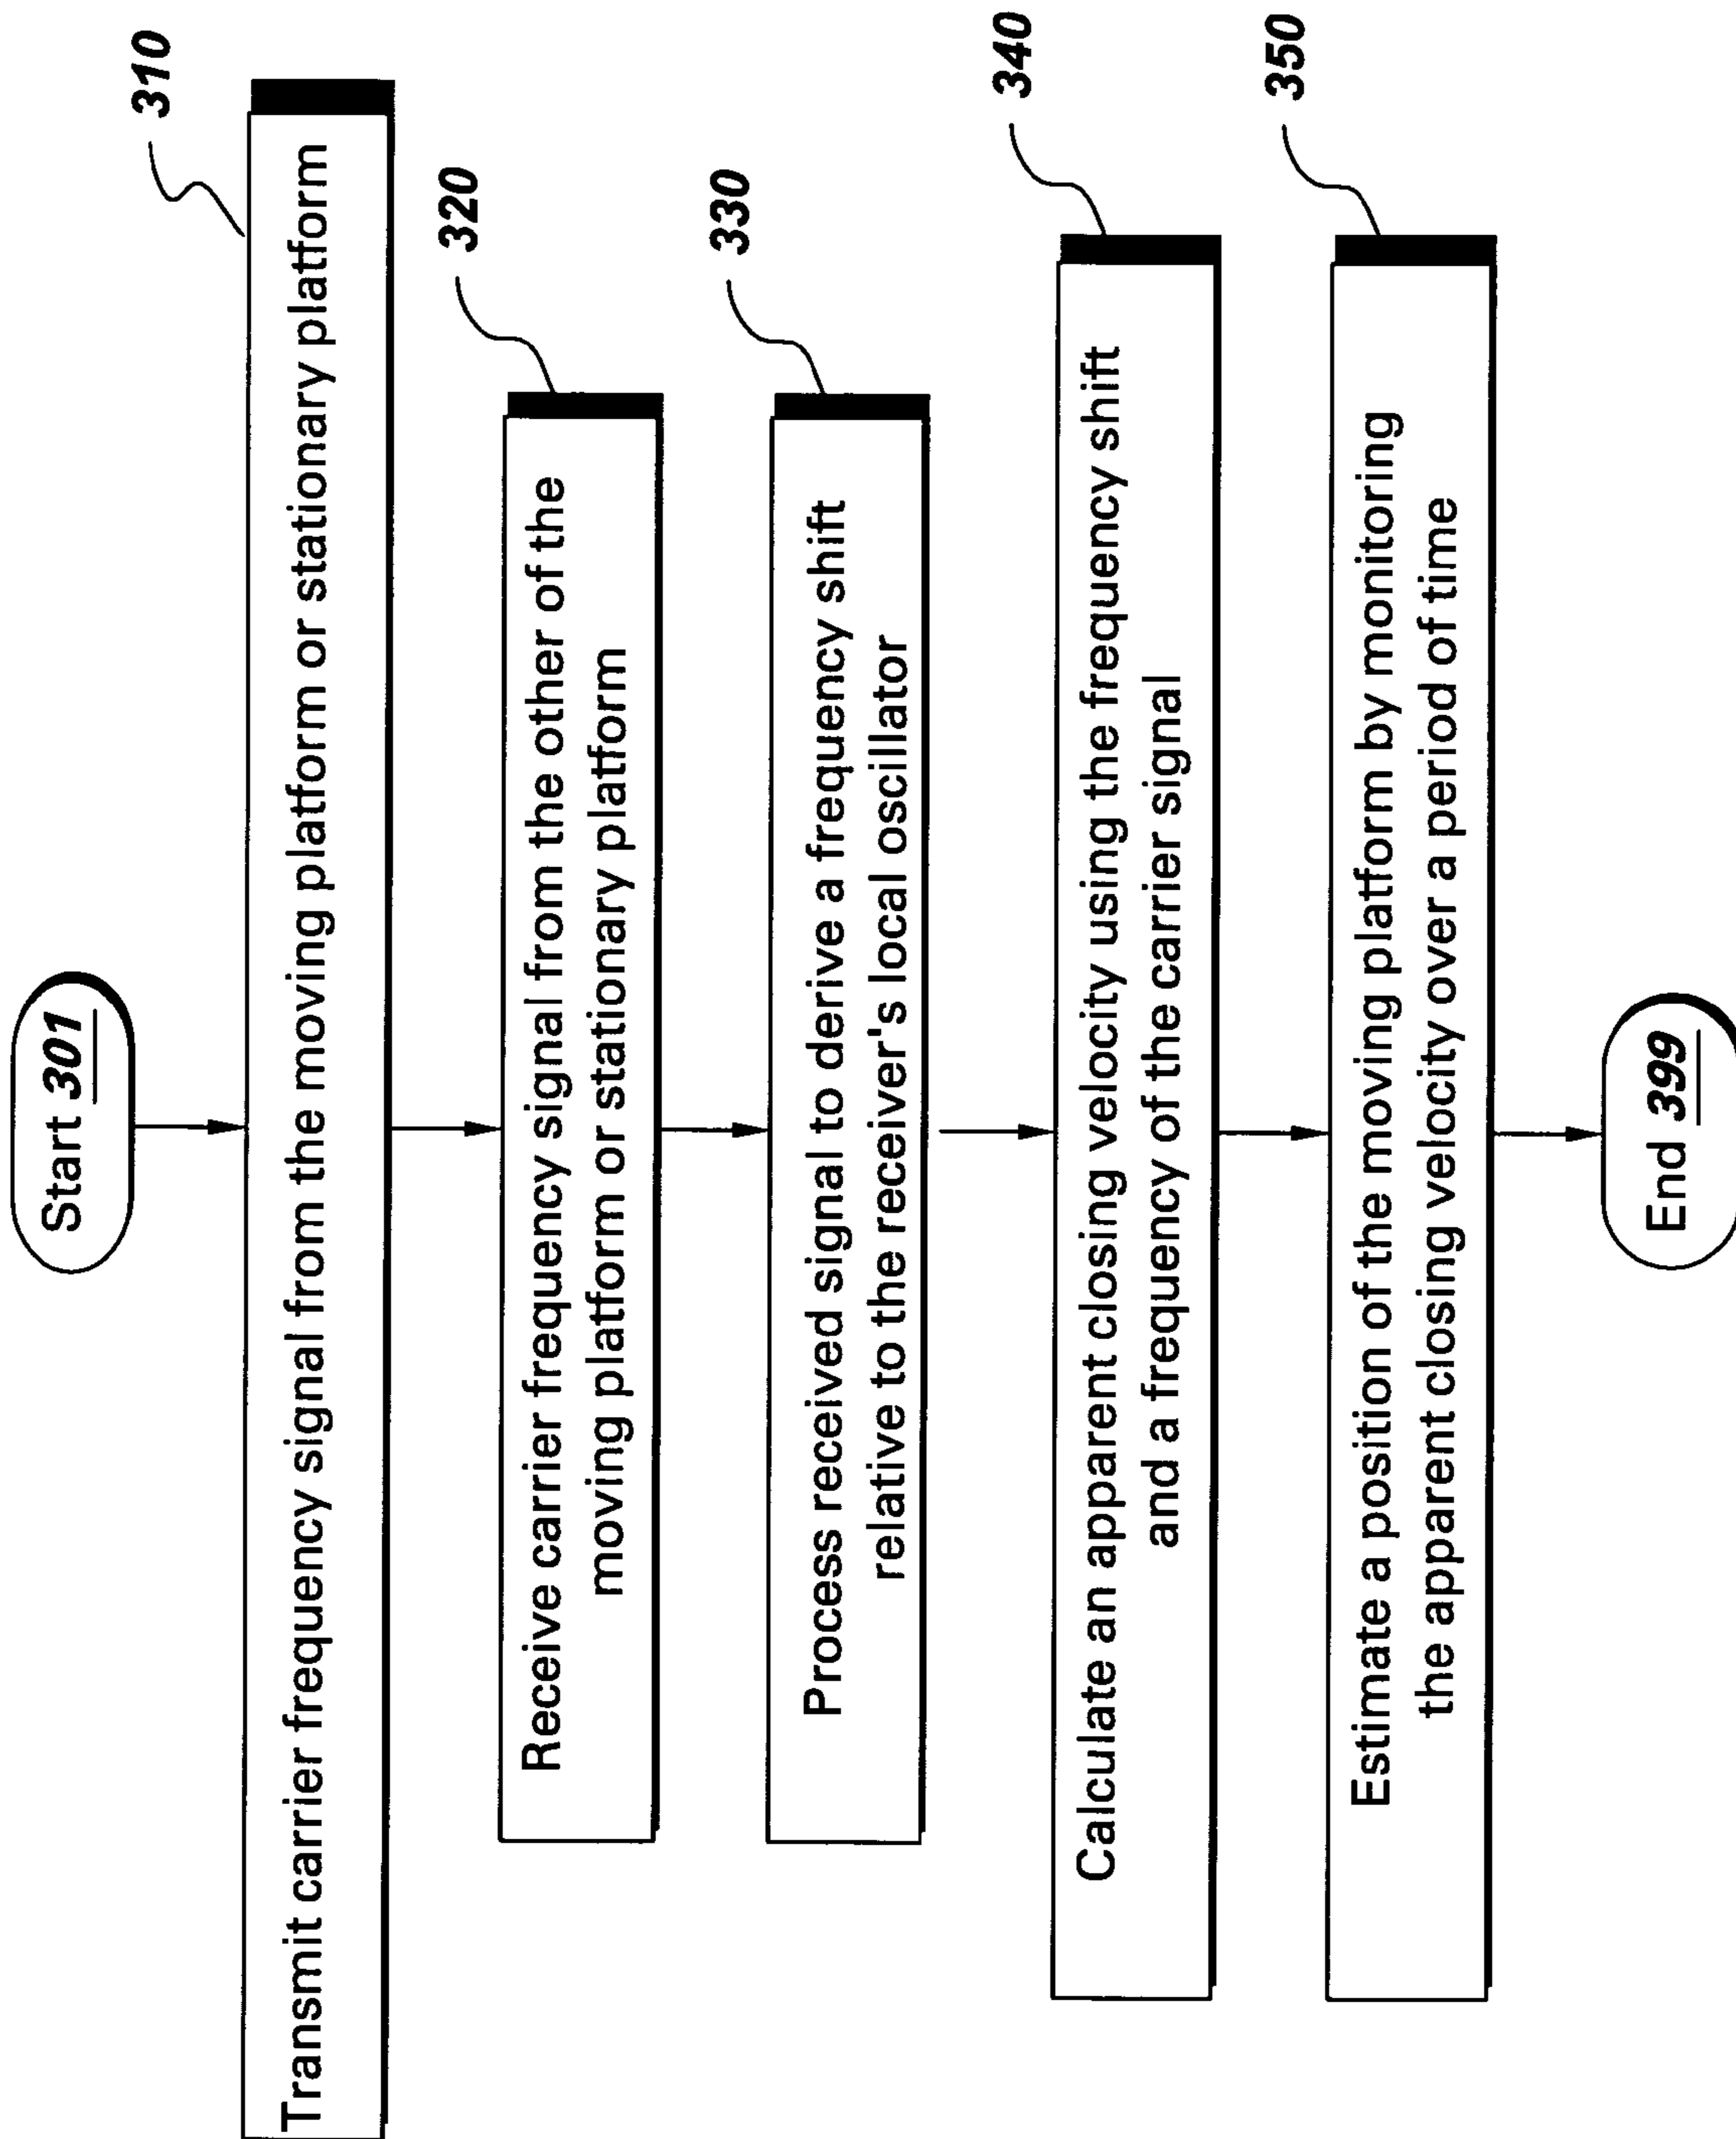 Start 301
310
Transmit carrier frequency signal from the moving platform or stationary platform
320
Receive carrier frequency signal from the other of the
moving platform or stationary platform
330
Process received signal to derive a frequency shift
relative to the receiver's local oscillator
340
Calculate an apparent closing velocity using the frequency shift
and a frequency of the carrier signal
350
Estimate a position of the moving platform by monitoring
the apparent closing velocity over a period of time
End 399